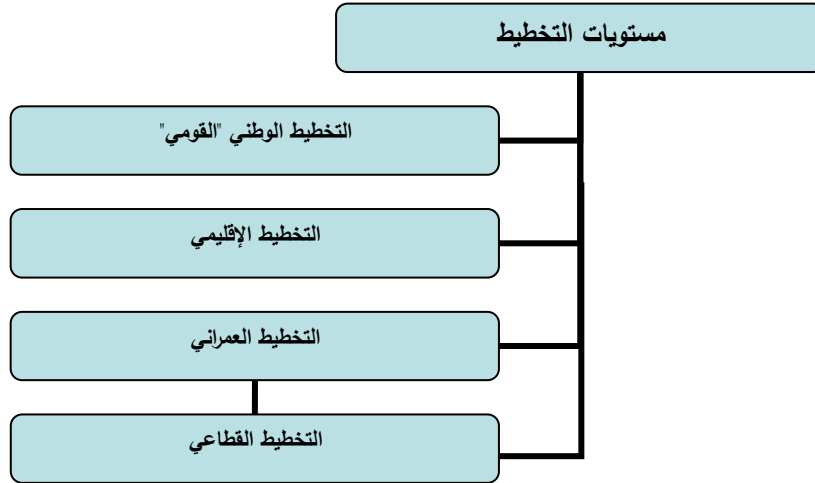 مستويات التخطيط
التخطيط الوطني "القومي"
التخطيط الإقليمي
التخطيط العمراني
التخطيط القطاعي